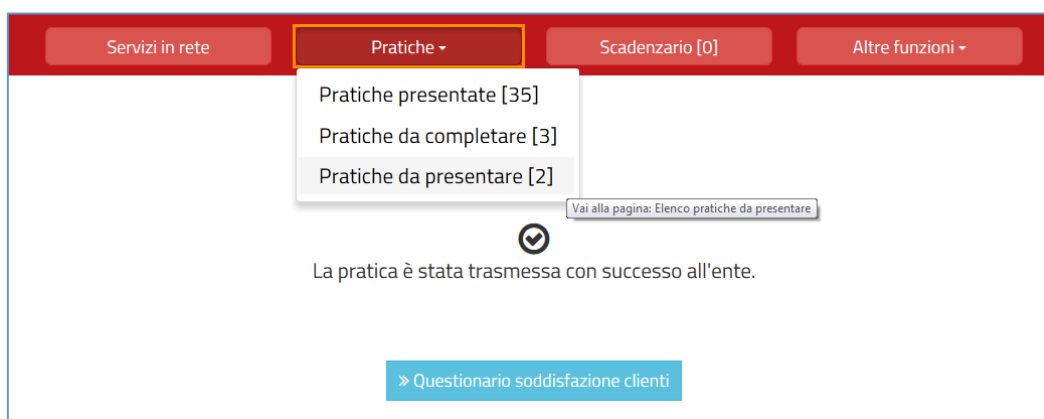 Servizi in rete
Pratiche
Scadenzario [0]
Altre funzioni
Pratiche presentate [35]
Pratiche da completare [3]
Pratiche da presentare [2]
Vai alla pagina: Elenco pratiche da presentare
La pratica è stata trasmessa con successo all'ente.
» Questionario soddisfazione clienti